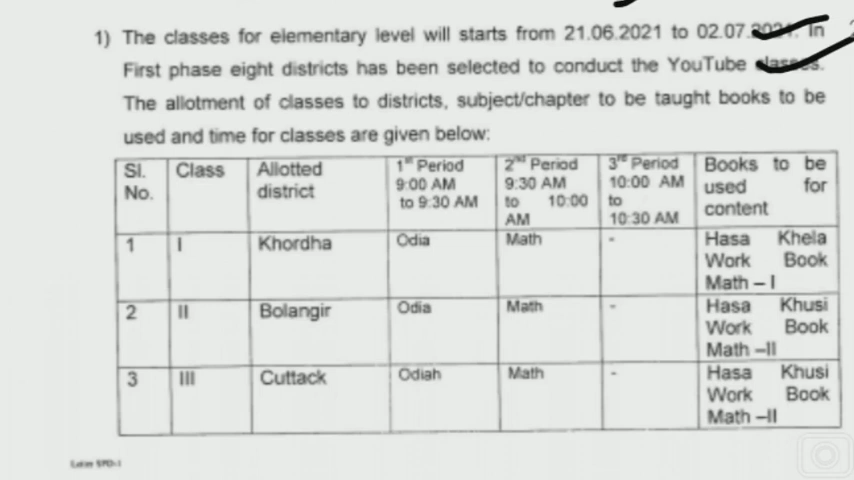 1) The classes for elementary level will starts from 21.06.2021 to 02.07.2021. In
First phase eight districts has been selected to conduct the YouTube classes.
The allotment of classes to districts, subject/chapter to be taught books to be
used and time for classes are given below:
Sl. No. Class Allotted district 1st Period 9:00 AM to 9:30 AM 2nd Period 9:30 AM to 10:00 AM 3rd Period 10:00 AM to 10:30 AM Books to be used for content
1 I Khordha Odia Math - Hasa Khela Work Book Math – I
2 II Bolangir Odia Math - Hasa Khusi Work Book Math –II
3 III Cuttack Odiah Math - Hasa Khusi Work Book Math –II